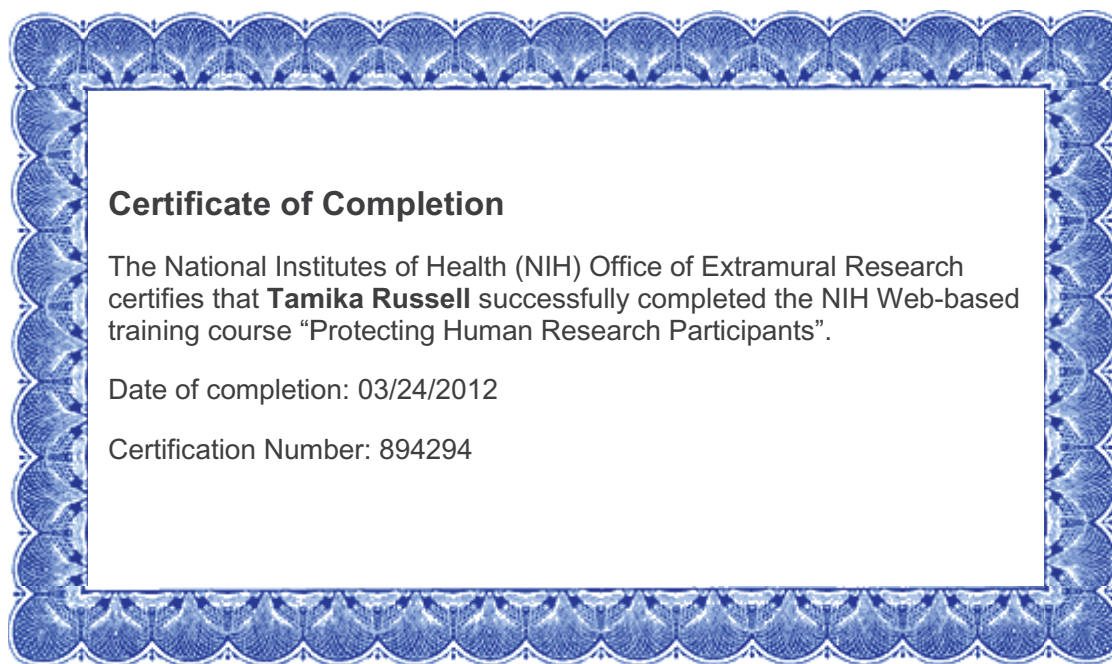 Certificate of Completion
The National Institutes of Health (NIH) Office of Extramural Research
certifies that Tamika Russell successfully completed the NIH Web-based
training course “Protecting Human Research Participants”.
Date of completion: 03/24/2012
Certification Number: 894294